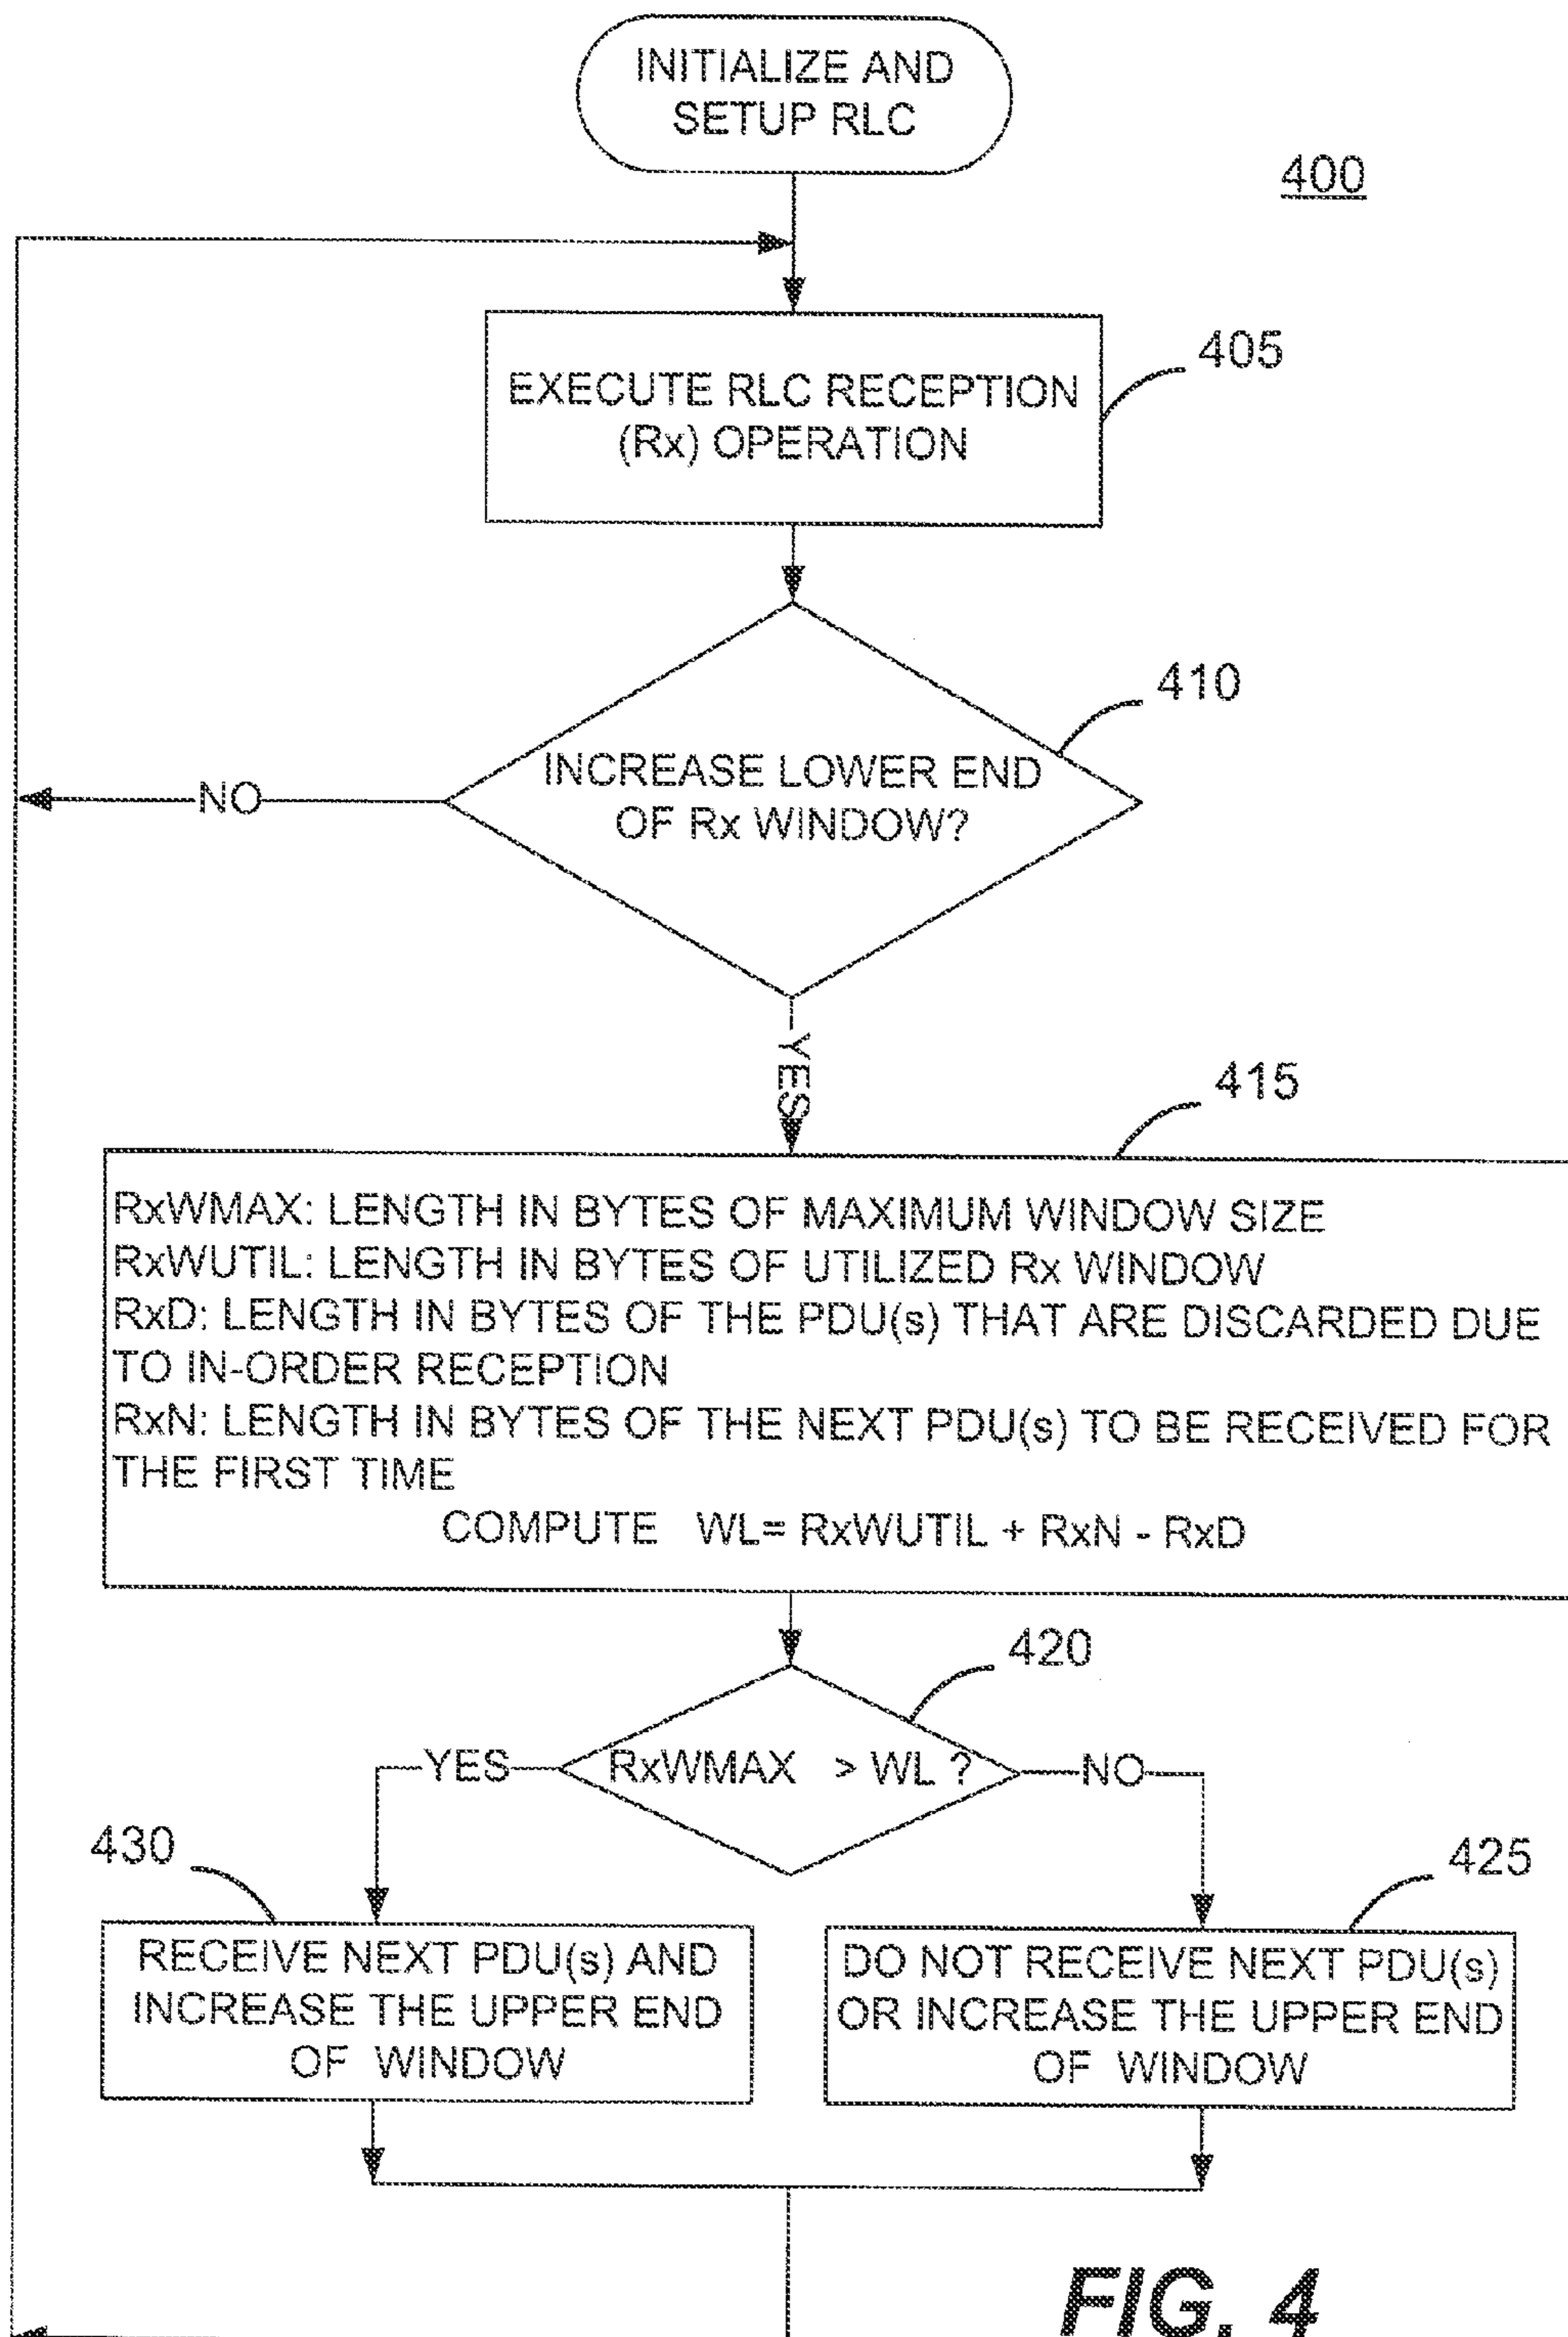 INITIALIZE AND
SETUP RLC
400
405
EXECUTE RLC RECEPTION
(Rx) OPERATION
410
INCREASE LOWER END
OF Rx WINDOW?
NO
YES
415
RxWMAX: LENGTH IN BYTES OF MAXIMUM WINDOW SIZE
RxWUTIL: LENGTH IN BYTES OF UTILIZED Rx WINDOW
RxD: LENGTH IN BYTES OF THE PDU(s) THAT ARE DISCARDED DUE
TO IN-ORDER RECEPTION
RxN: LENGTH IN BYTES OF THE NEXT PDU(s) TO BE RECEIVED FOR
THE FIRST TIME
COMPUTE WL= RxWUTIL + RxN - RxD
420
YES
RxWMAX > WL ?
NO
430
425
RECEIVE NEXT PDU(s) AND
INCREASE THE UPPER END
OF WINDOW
DO NOT RECEIVE NEXT PDU(s)
OR INCREASE THE UPPER END
OF WINDOW
FIG. 4